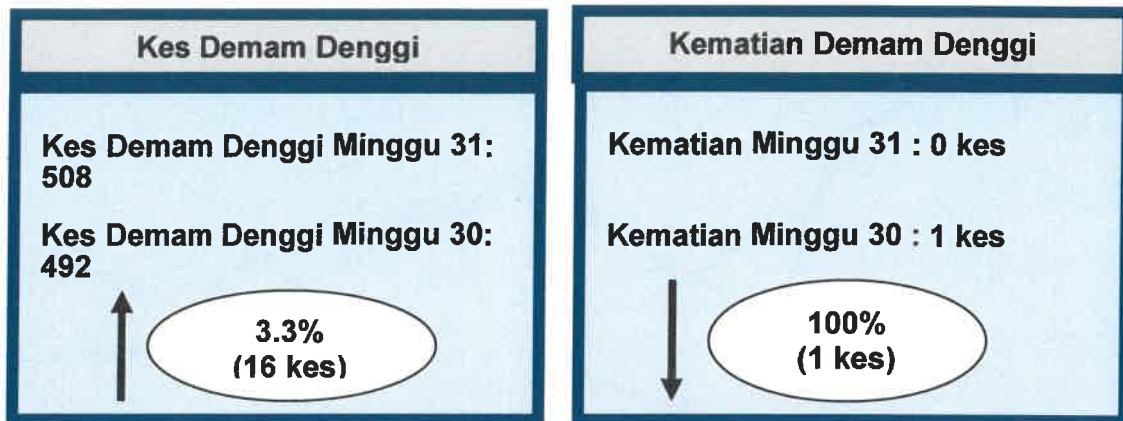 Kes Demam Denggi
Kes Demam Denggi Minggu 31:
508
Kes Demam Denggi Minggu 30:
492
3.3%
(16 kes)
Kematian Demam Denggi
Kematian Minggu 31 : 0 kes
Kematian Minggu 30 : 1 kes
100%
(1 kes)